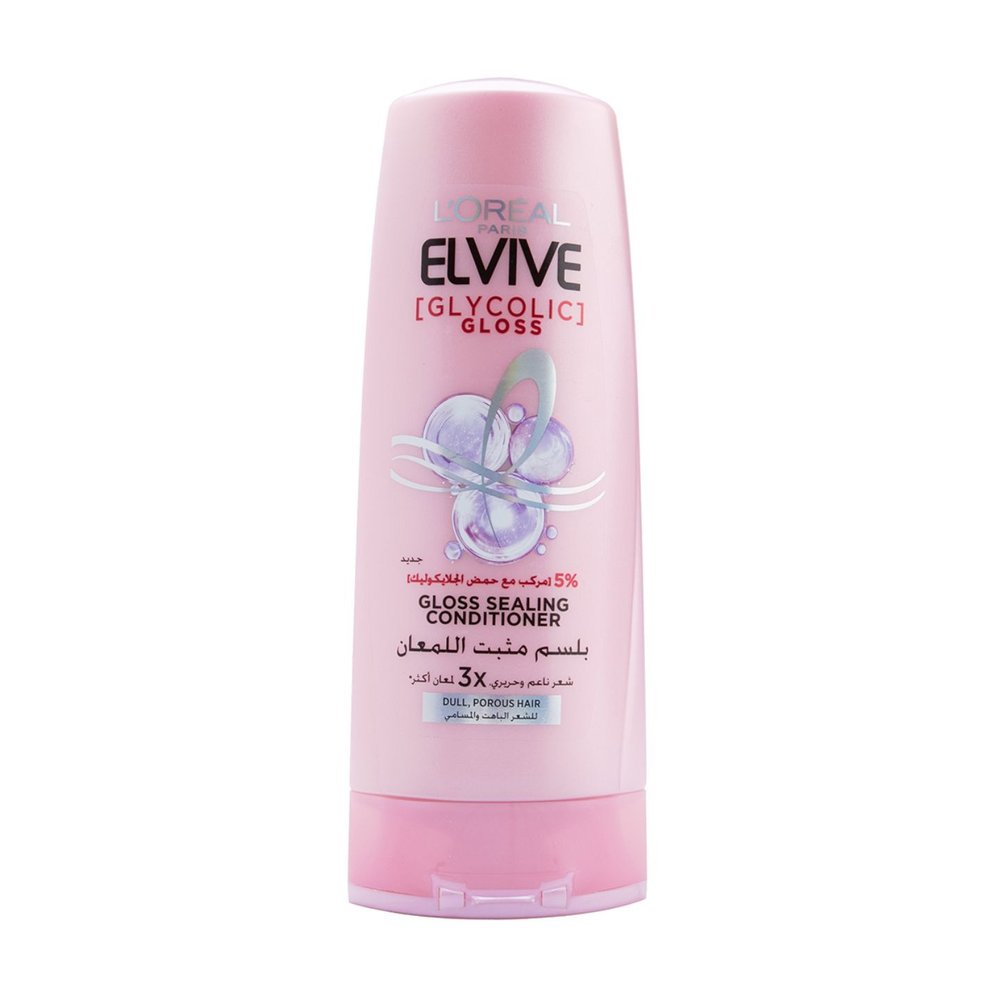 L'ORÉAL
PARIS
ELVIVE
[GLYCOLIC]
GLOSS
جديد
5% [مركب مع حمض الجلايكوليك]
GLOSS SEALING
CONDITIONER
بلسم مثبت اللمعان
شعر ناعم وحريري، 3X لمعان أكثر*
DULL, POROUS HAIR
للشعر الباهت والمسامي